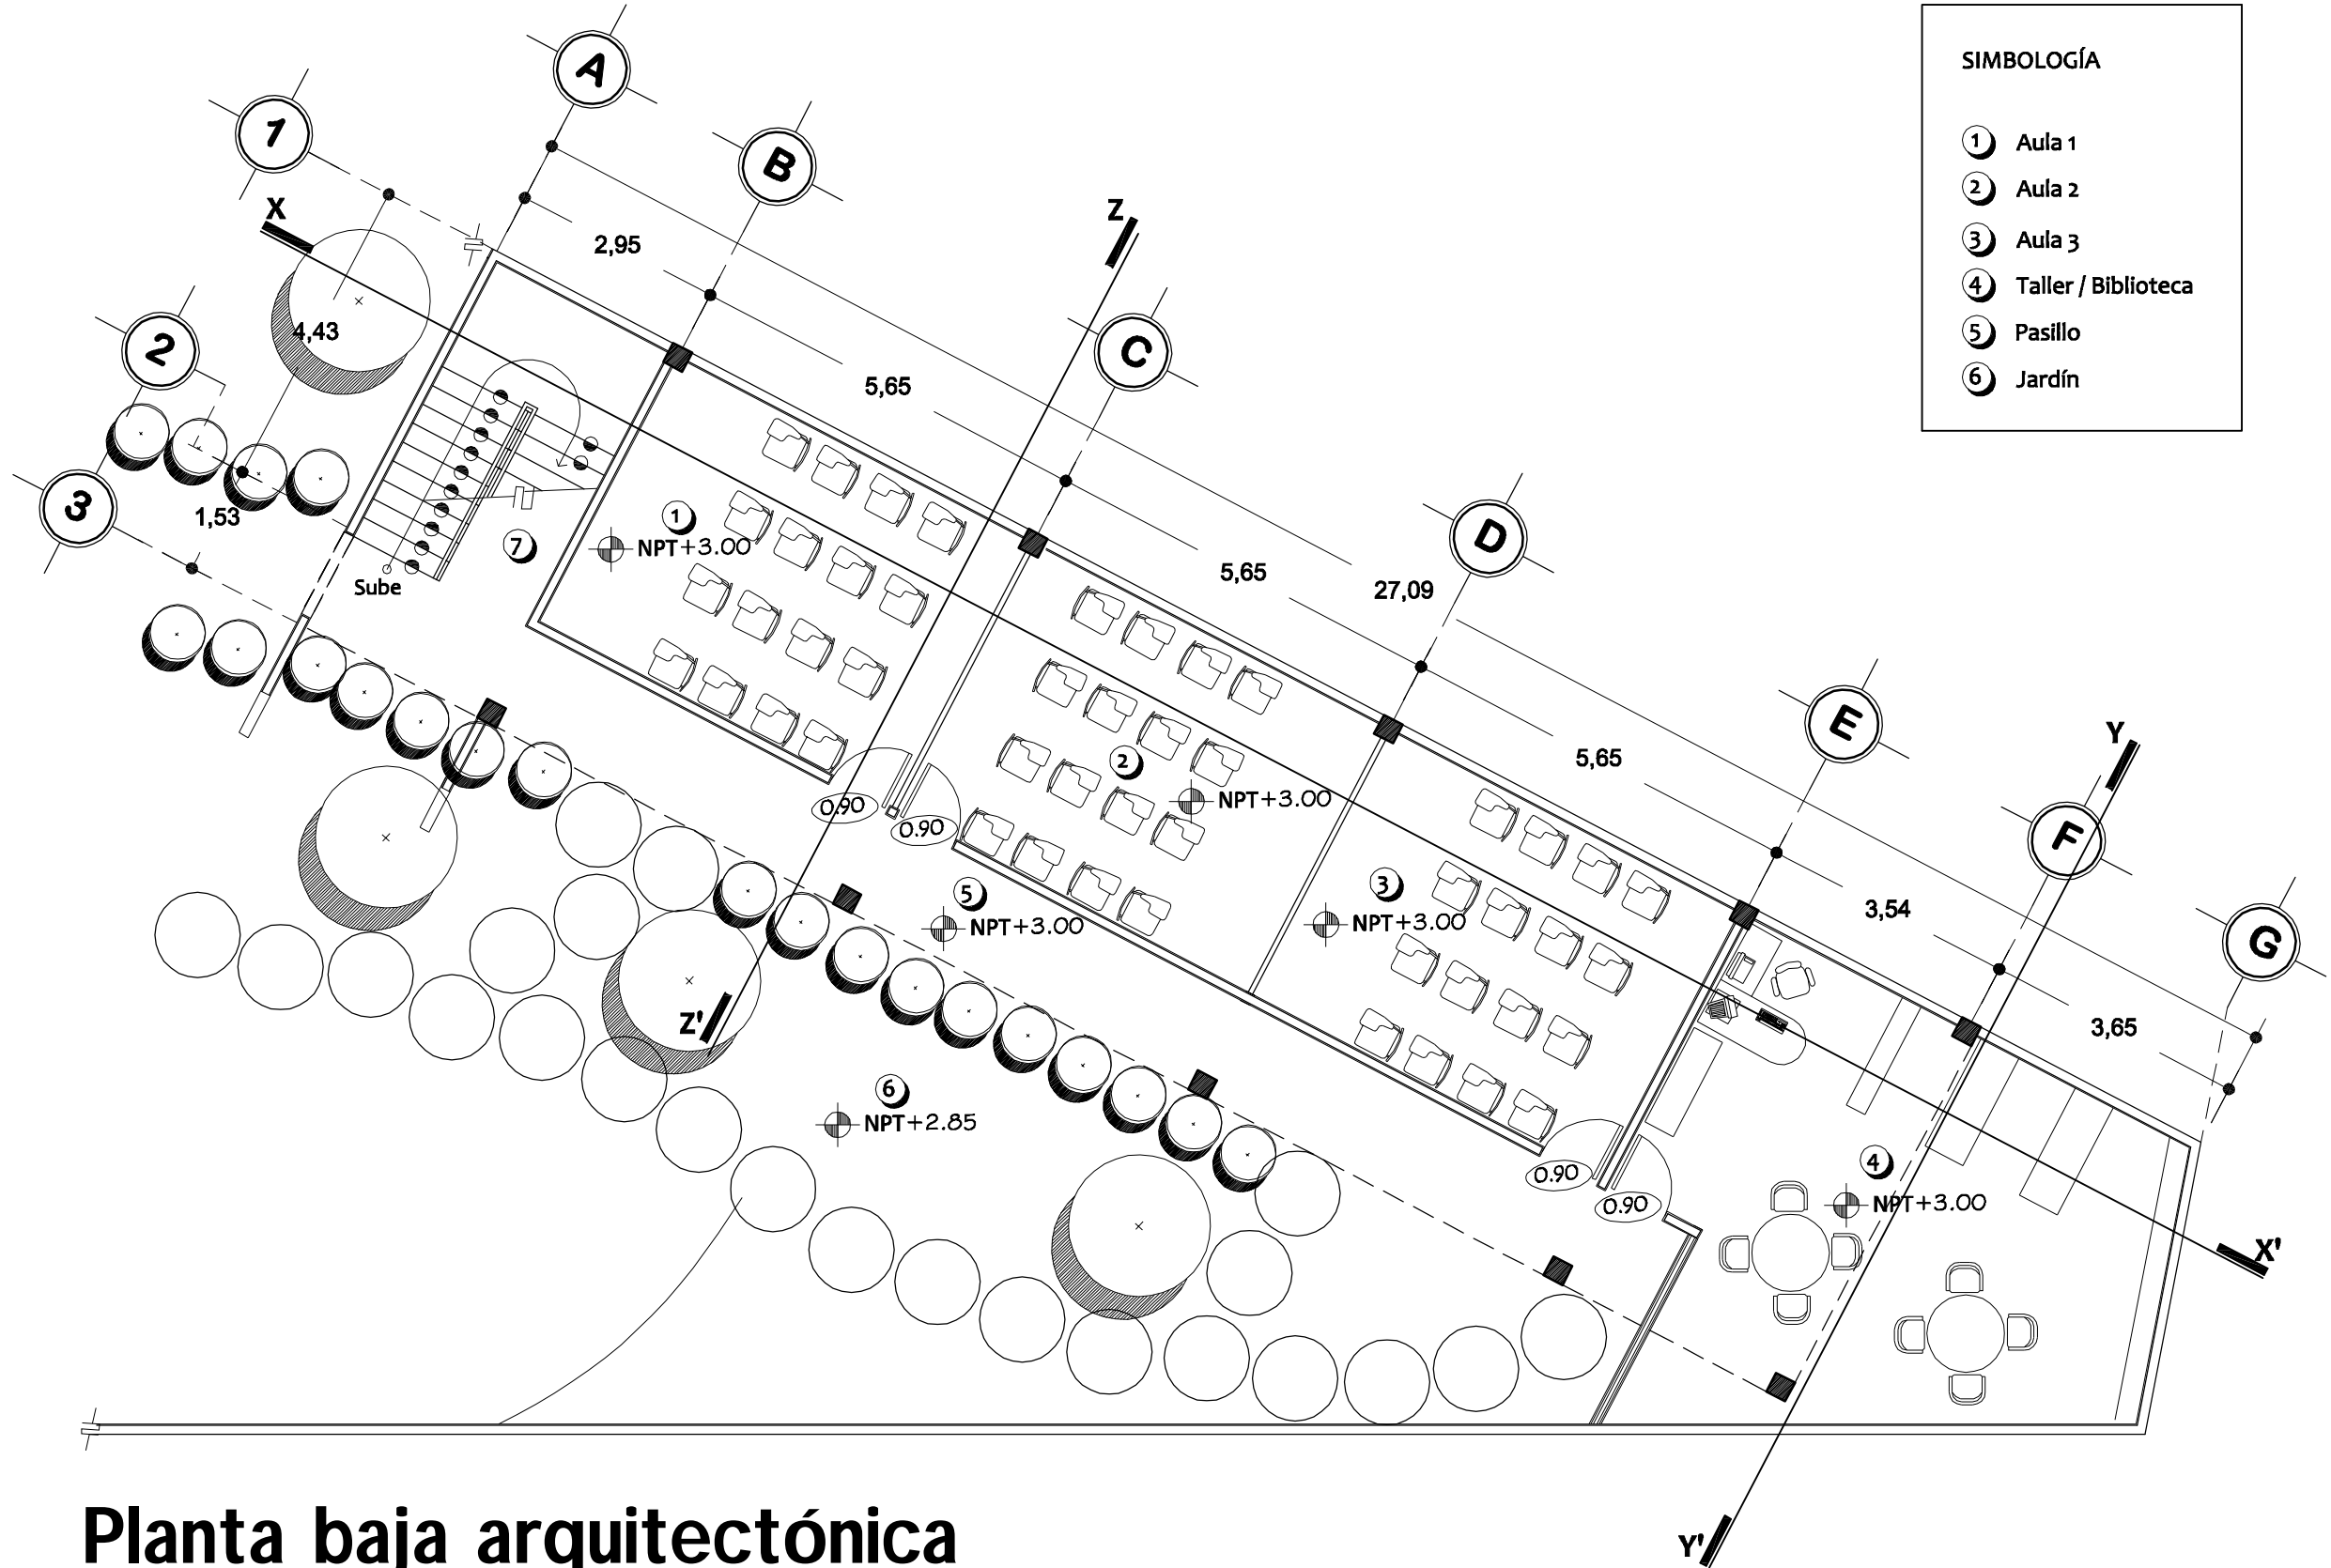 SIMBOLOGÍA
1 Aula 1
2 Aula 2
3 Aula 3
4 Taller / Biblioteca
5 Pasillo
6 Jardín
A
1
B
X
Z
2,95
4,43
2
C
5,65
3
1,53
1
NPT+3.00
7
D
5,65
27,09
Sube
E
Y
5,65
2
NPT+3.00
0.90
0.90
F
3
NPT+3.00
5
NPT+3.00
3,54
G
Z'
3,65
6
NPT+2.85
4
NPT+3.00
0.90
0.90
X'
Planta baja arquitectónica
Y'